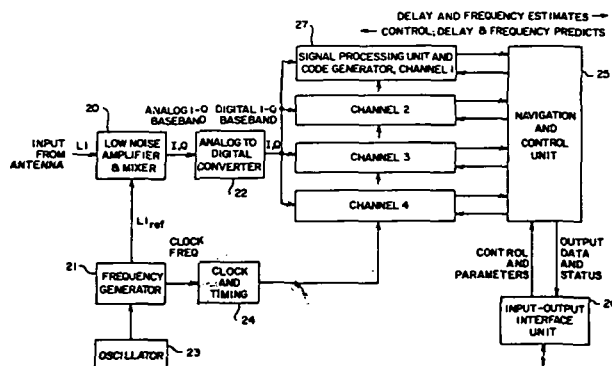 DELAY AND FREQUENCY ESTIMATES
CONTROL, DELAY & FREQUENCY PREDICTS
27
SIGNAL PROCESSING UNIT AND
CODE GENERATOR, CHANNEL 1
25
20
ANALOG I-Q
BASEBAND
DIGITAL I-Q
BASEBAND
CHANNEL 2
NAVIGATION
AND
CONTROL
UNIT
INPUT
FROM
ANTENNA
L1
LOW NOISE
AMPLIFIER
& MIXER
I,Q
ANALOG TO
DIGITAL
CONVERTER
I,Q
CHANNEL 3
22
CHANNEL 4
L1ref
CLOCK
FREQ
21
FREQUENCY
GENERATOR
CLOCK
AND
TIMING
24
CONTROL
AND
PARAMETERS
OUTPUT
DATA
AND
STATUS
INPUT-OUTPUT
INTERFACE
UNIT
OSCILLATOR
23